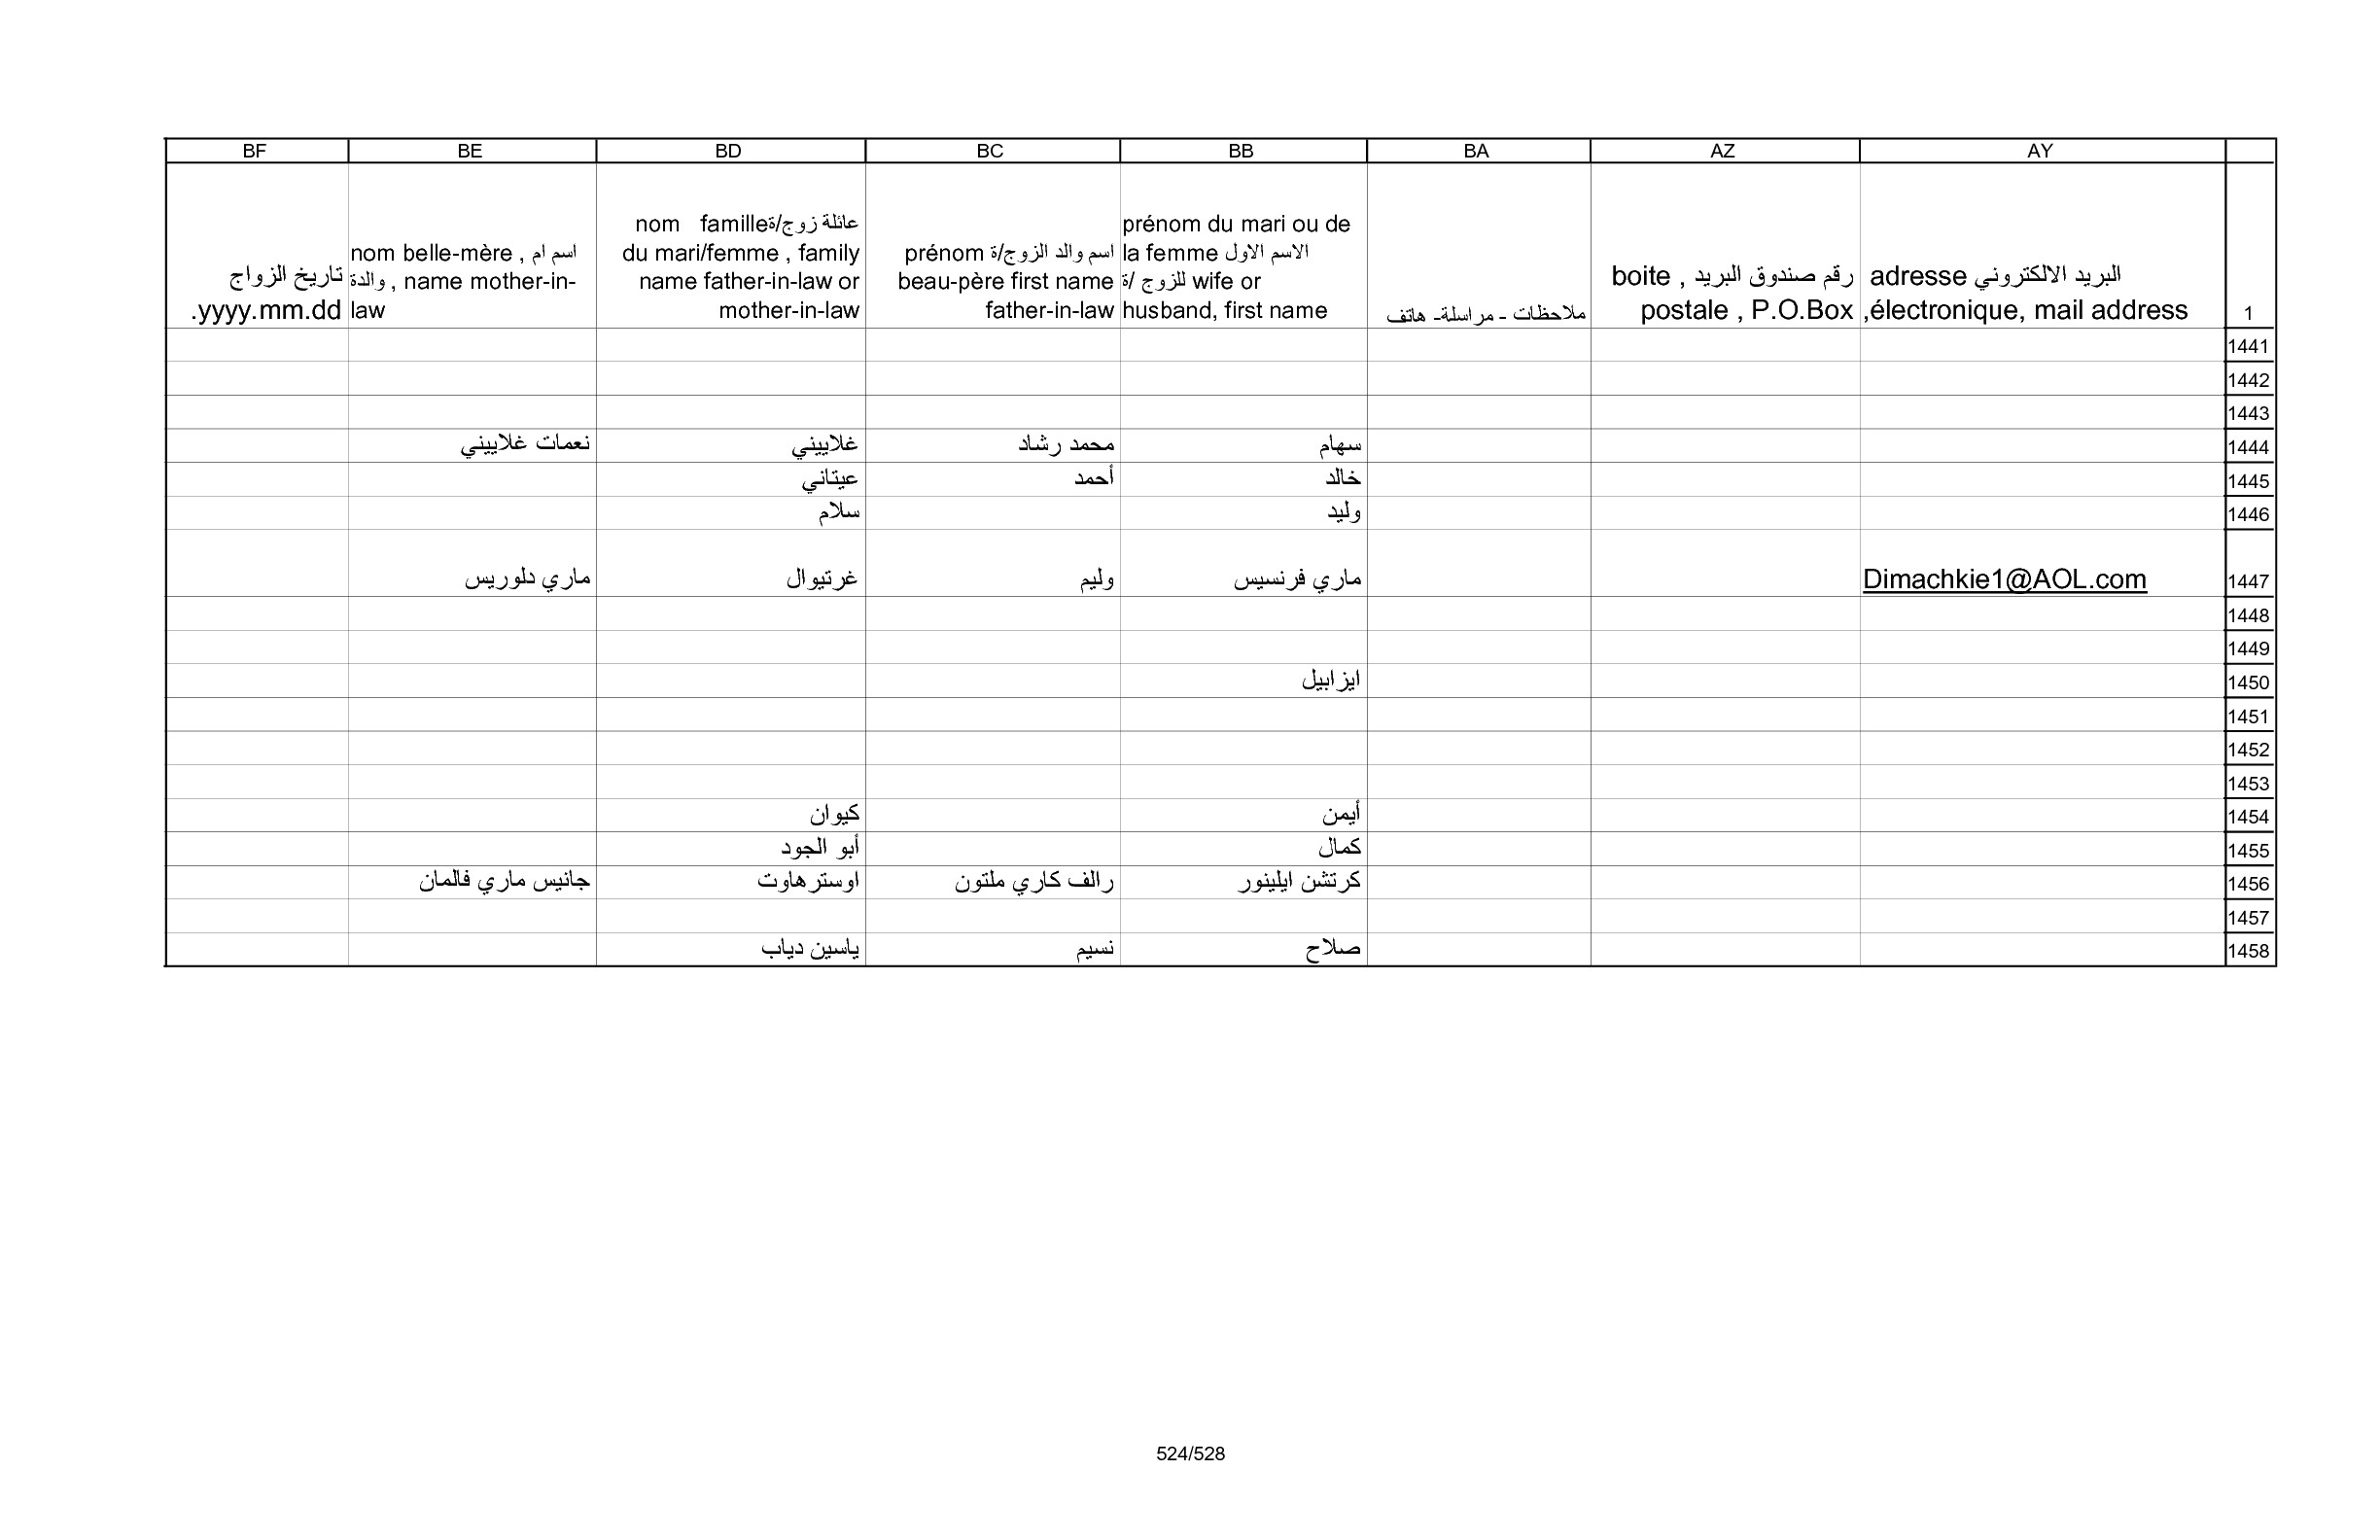 AY AZ BA BB BC BD BE BF
1
البريد الالكتروني adresse
électronique, mail address,
رقم صندوق البريد , boite
postale , P.O.Box
ملاحظات - مراسلة- هاتف
prénom du mari ou de
la femme الاسم الاول
للزوج /ة wife or
husband, first name
اسم والد الزوج/ة prénom
beau-père first name
father-in-law
عائلة زوج/ةnom famille
du mari/femme , family
name father-in-law or
mother-in-law
nom belle-mère , اسم ام
والدة , name mother-in-
law
تاريخ الزواج
yyyy.mm.dd.
1441
1442
1443
1444 سهام محمد رشاد غلاييني نعمات غلاييني
1445 خالد أحمد عيتاني
1446 وليد سلام
1447 Dimachkie1@AOL.com ماري فرنسيس وليم غرتيوال ماري دلوريس
1448
1449
1450 ايزابيل
1451
1452
1453
1454 أيمن كيوان
1455 كمال أبو الجود
1456 كرتشن ايلينور رالف كاري ملتون اوسترهاوت جانيس ماري فالمان
1457
1458 صلاح نسيم ياسين دياب
524/528